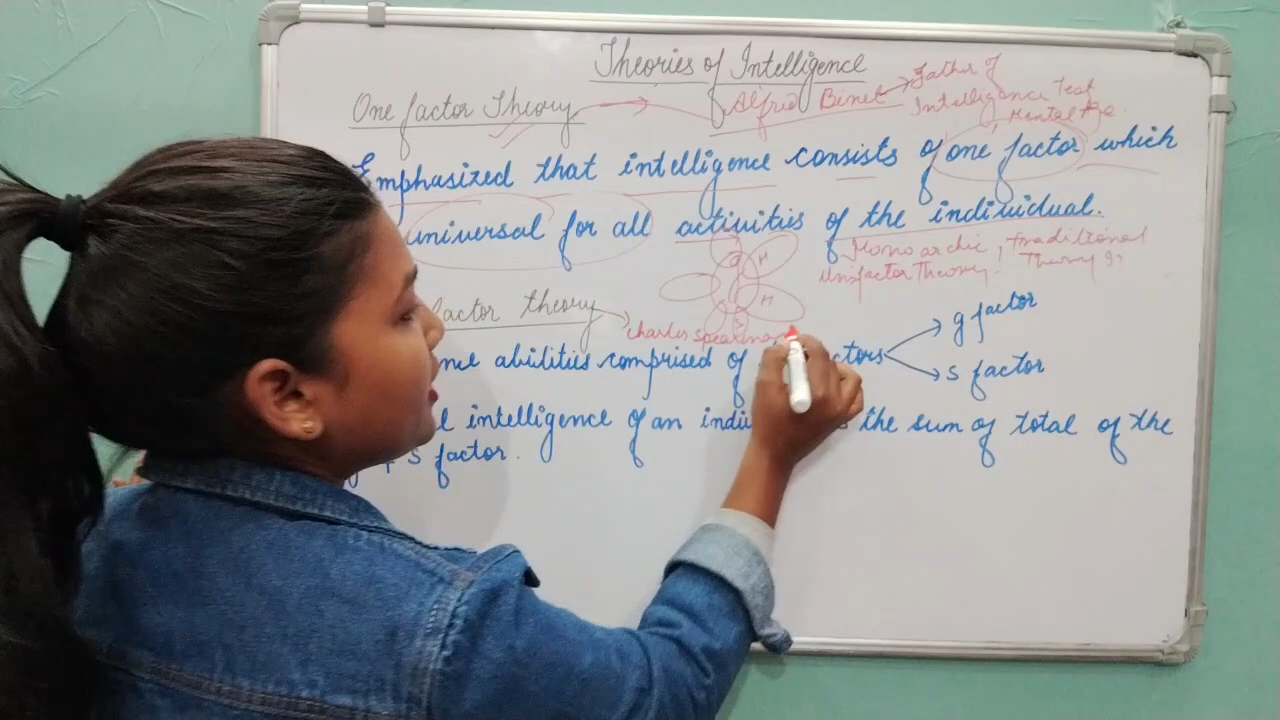 Theories of Intelligence
One factor Theory Alfred Binet Father of
Intelligence Test
Mental Age.
Emphasized that intelligence consists of one factor which
universal for all activities of the individual.
Monoarchic, Traditional
Unifactor Theory. Theory
G H
H
S
factor theory Charles Spearman
abilities comprised of g factor
s factor
intelligence of an the sum of total of the
S factor.